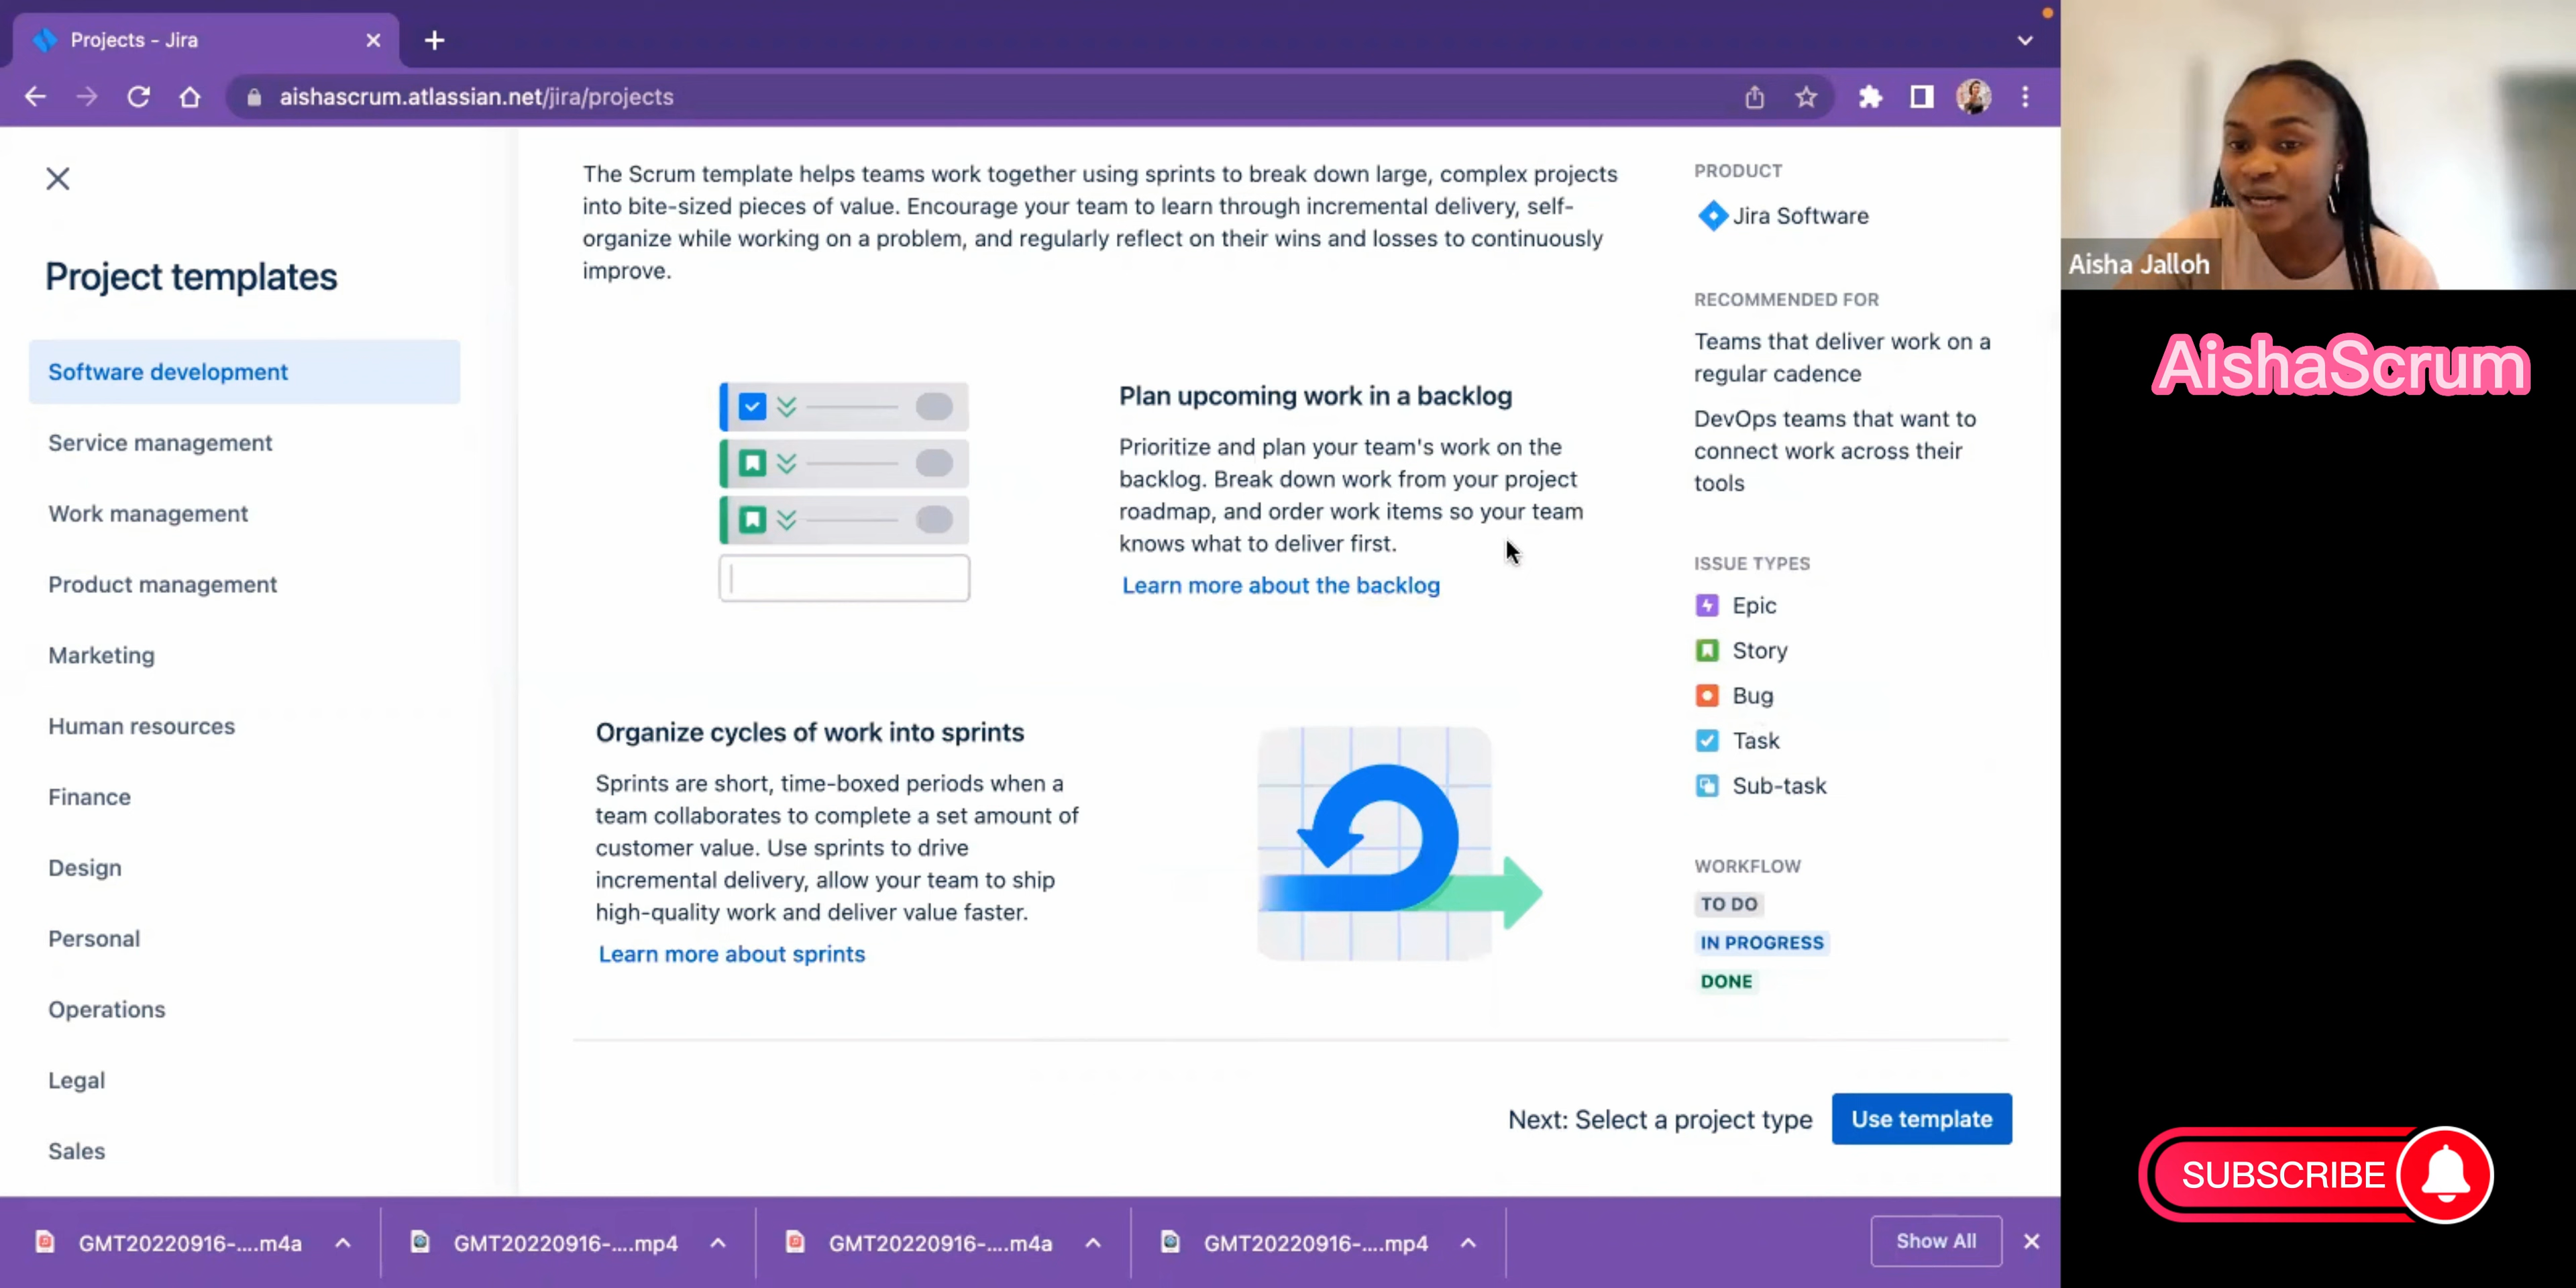 Projects - Jira
aishascrum.atlassian.net/jira/projects
Project templates
Software development
Service management
Work management
Product management
Marketing
Human resources
Finance
Design
Personal
Operations
Legal
Sales
The Scrum template helps teams work together using sprints to break down large, complex projects
into bite-sized pieces of value. Encourage your team to learn through incremental delivery, self-
organize while working on a problem, and regularly reflect on their wins and losses to continuously
improve.
Plan upcoming work in a backlog
Prioritize and plan your team's work on the
backlog. Break down work from your project
roadmap, and order work items so your team
knows what to deliver first.
Learn more about the backlog
Organize cycles of work into sprints
Sprints are short, time-boxed periods when a
team collaborates to complete a set amount of
customer value. Use sprints to drive
incremental delivery, allow your team to ship
high-quality work and deliver value faster.
Learn more about sprints
PRODUCT
Jira Software
RECOMMENDED FOR
Teams that deliver work on a
regular cadence
DevOps teams that want to
connect work across their
tools
ISSUE TYPES
Epic
Story
Bug
Task
Sub-task
WORKFLOW
TO DO
IN PROGRESS
DONE
Next: Select a project type
Use template
GMT20220916-....m4a
GMT20220916-....mp4
GMT20220916-....m4a
GMT20220916-....mp4
Show All
Aisha Jalloh
AishaScrum
SUBSCRIBE